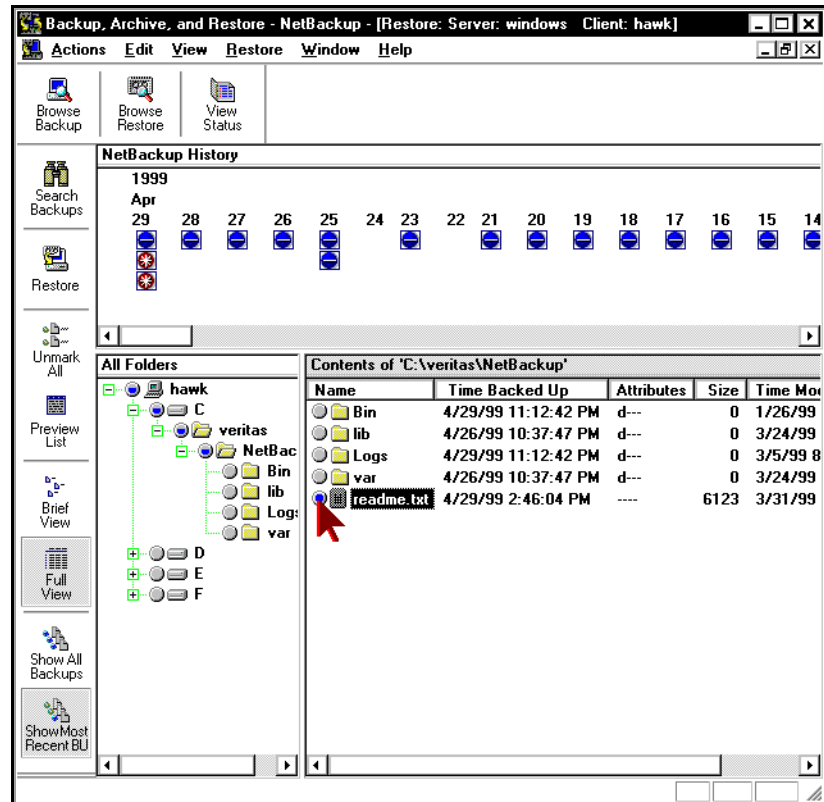 Backup, Archive, and Restore - NetBackup - [Restore: Server: windows Client: hawk]
Actions Edit View Restore Window Help
Browse Backup
Browse Restore
View Status
Search Backups
Restore
Unmark All
Preview List
Brief View
Full View
Show All Backups
Show Most Recent BU
NetBackup History
1999
Apr
29 28 27 26 25 24 23 22 21 20 19 18 17 16 15 14
All Folders
hawk
C
veritas
NetBac
Bin
lib
Logs
var
D
E
F
Contents of 'C:\veritas\NetBackup'
Name Time Backed Up Attributes Size Time Mo
Bin 4/29/99 11:12:42 PM d--- 0 1/26/99
lib 4/26/99 10:37:47 PM d--- 0 3/24/99
Logs 4/29/99 11:12:42 PM d--- 0 3/5/99 8
var 4/26/99 10:37:47 PM d--- 0 3/24/99
readme.txt 4/29/99 2:46:04 PM ---- 6123 3/31/99